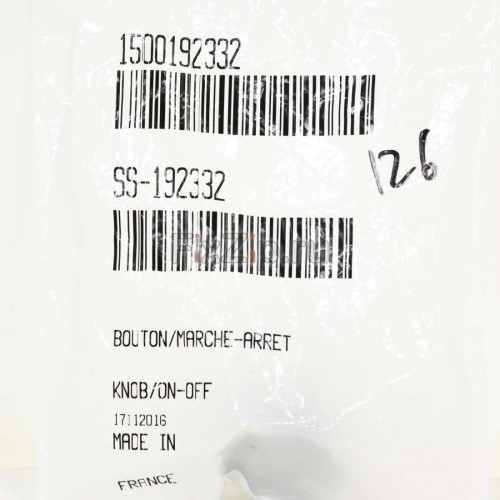 1500192332
126
SS-192332
BOUTON/MARCHE-ARRET
KNOB/ON-OFF
17112016
MADE IN
FRANCE